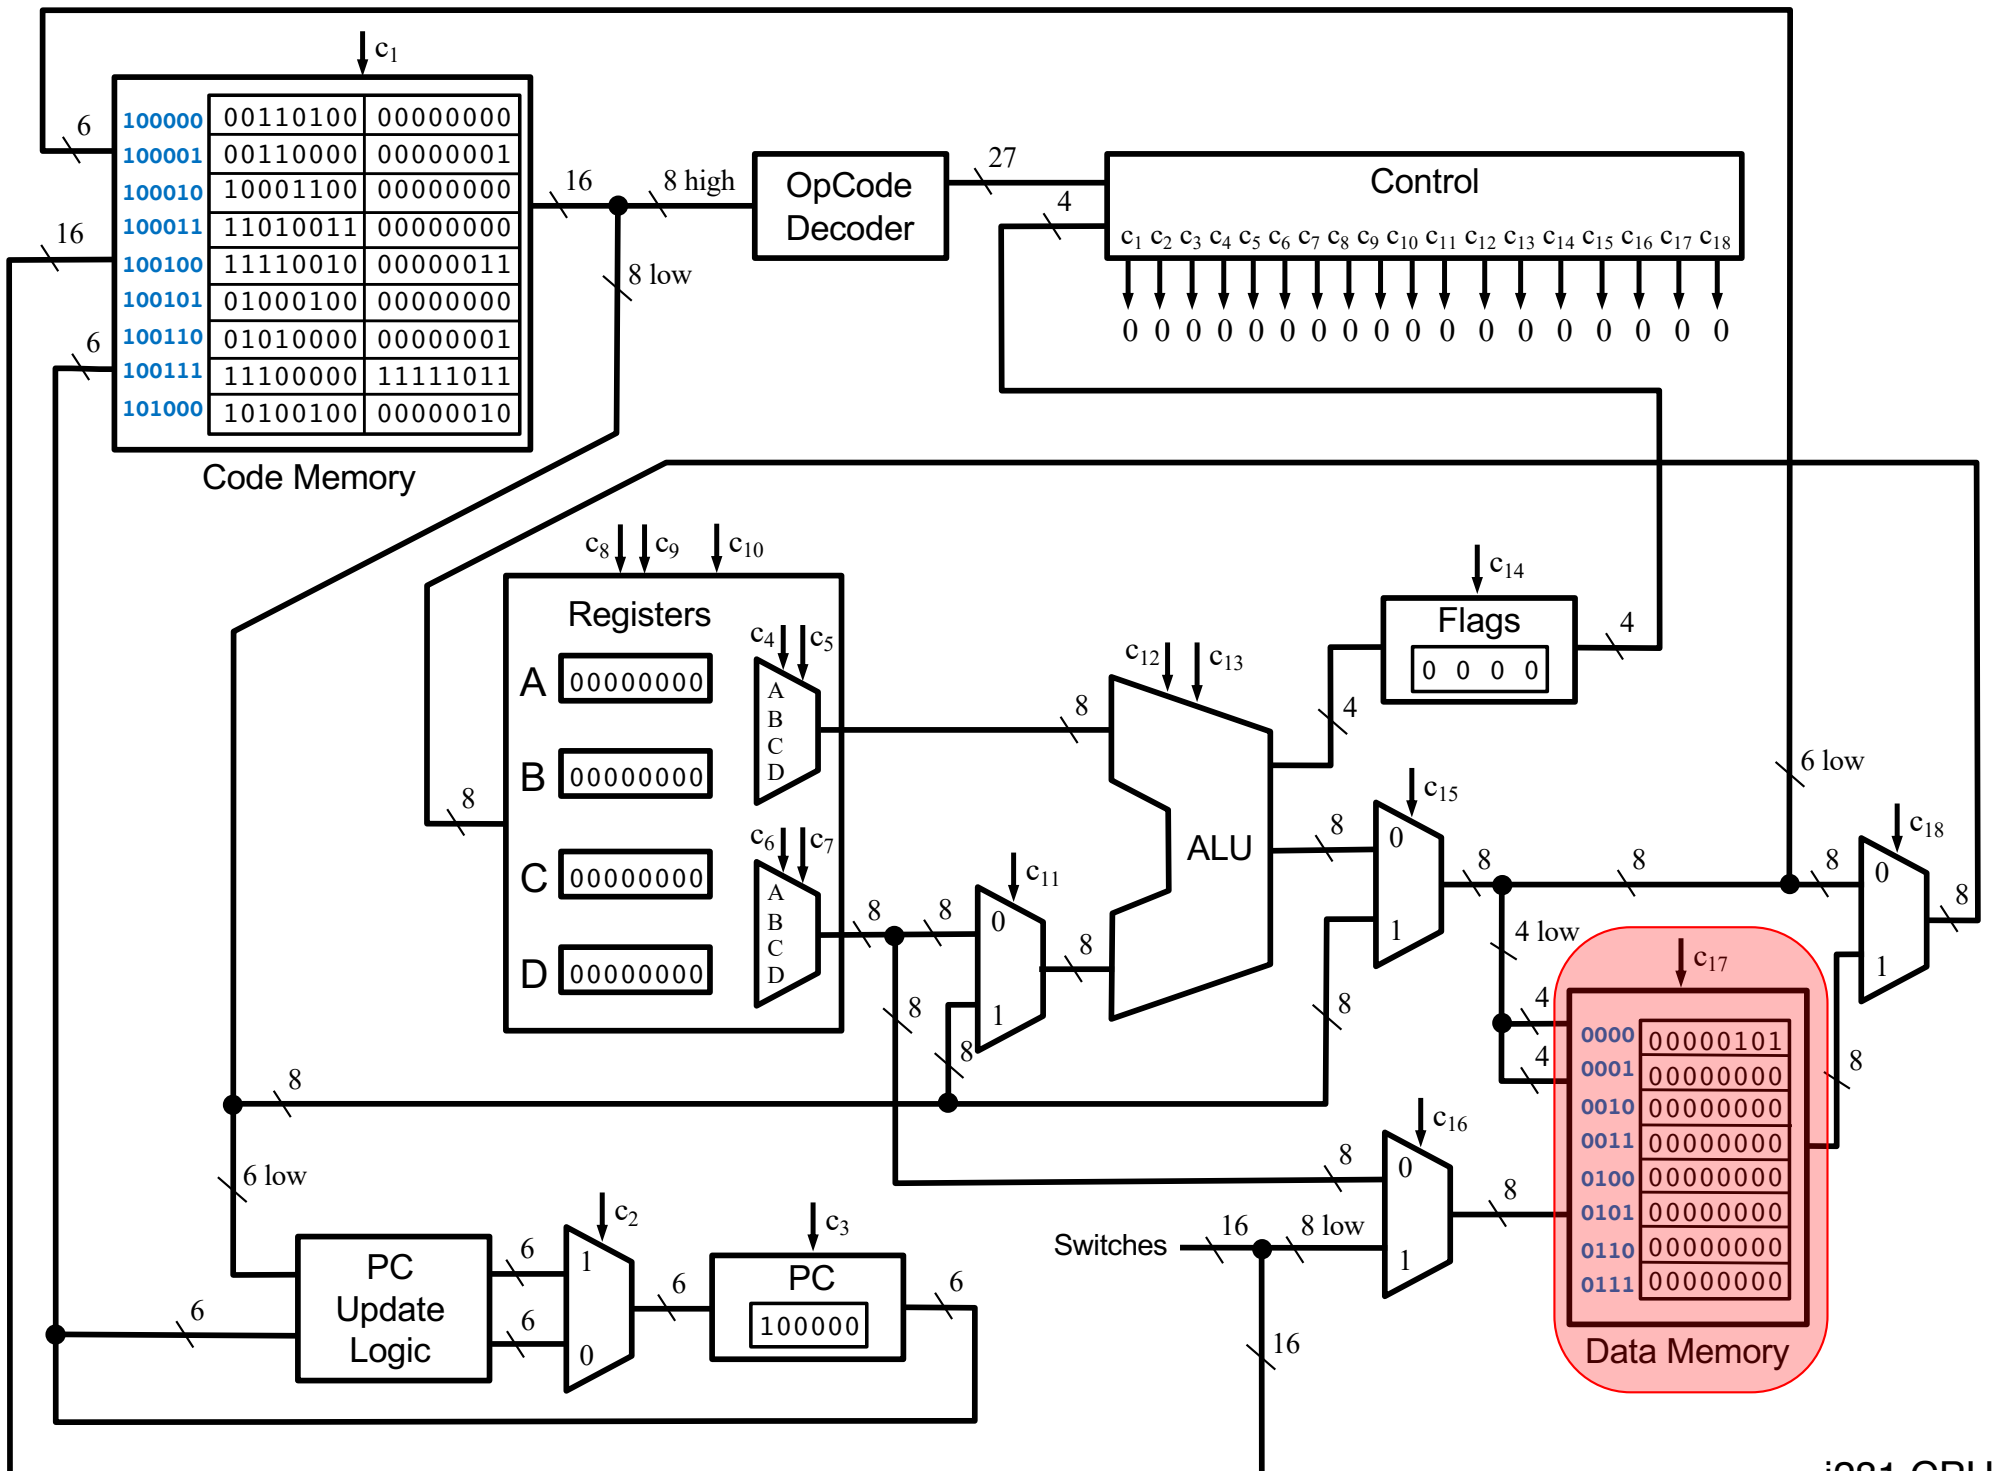 c1
100000 00110100 00000000
100001 00110000 00000001
100010 10001100 00000000
100011 11010011 00000000
100100 11110010 00000011
100101 01000100 00000000
100110 01010000 00000001
100111 11100000 11111011
101000 10100100 00000010
Code Memory
6
16
6
16
8 high
8 low
OpCode
Decoder
27
4
Control
c1 c2 c3 c4 c5 c6 c7 c8 c9 c10 c11 c12 c13 c14 c15 c16 c17 c18
0 0 0 0 0 0 0 0 0 0 0 0 0 0 0 0 0 0
c8 c9 c10
Registers
A 00000000
B 00000000
C 00000000
D 00000000
c4 c5
A
B
C
D
c6 c7
A
B
C
D
8
8
8
8
8
c11
0
1
8
8
8
c12 c13
ALU
c14
Flags
0 0 0 0
4
4
8
c15
0
1
8
8
8
8
6 low
4 low
c18
0
1
8
c17
4
4
0000 00000101
0001 00000000
0010 00000000
0011 00000000
0100 00000000
0101 00000000
0110 00000000
0111 00000000
Data Memory
8
8
c16
0
1
8
8
Switches
16
8 low
16
6 low
PC
Update
Logic
6
6
6
c2
1
0
6
c3
PC
100000
6